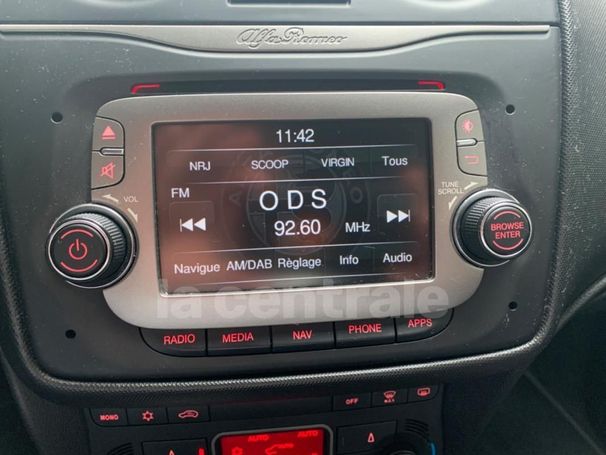 Alfa Romeo
11:42
NRJ SCOOP VIRGIN Tous
FM
ODS
92.60 MHz
Navigue AM/DAB Réglage Info Audio
VOL
TUNE
SCROLL
BROWSE
ENTER
la centrale
RADIO MEDIA NAV PHONE APPS
MONO OFF
AUTO AUTO